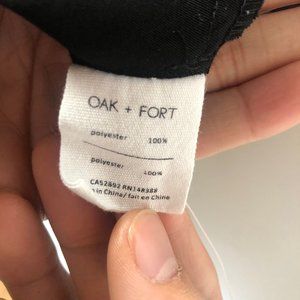 OAK + FORT
polyester 100%
polyester 100%
CA52892 RN148388
in China/ fait en Chine